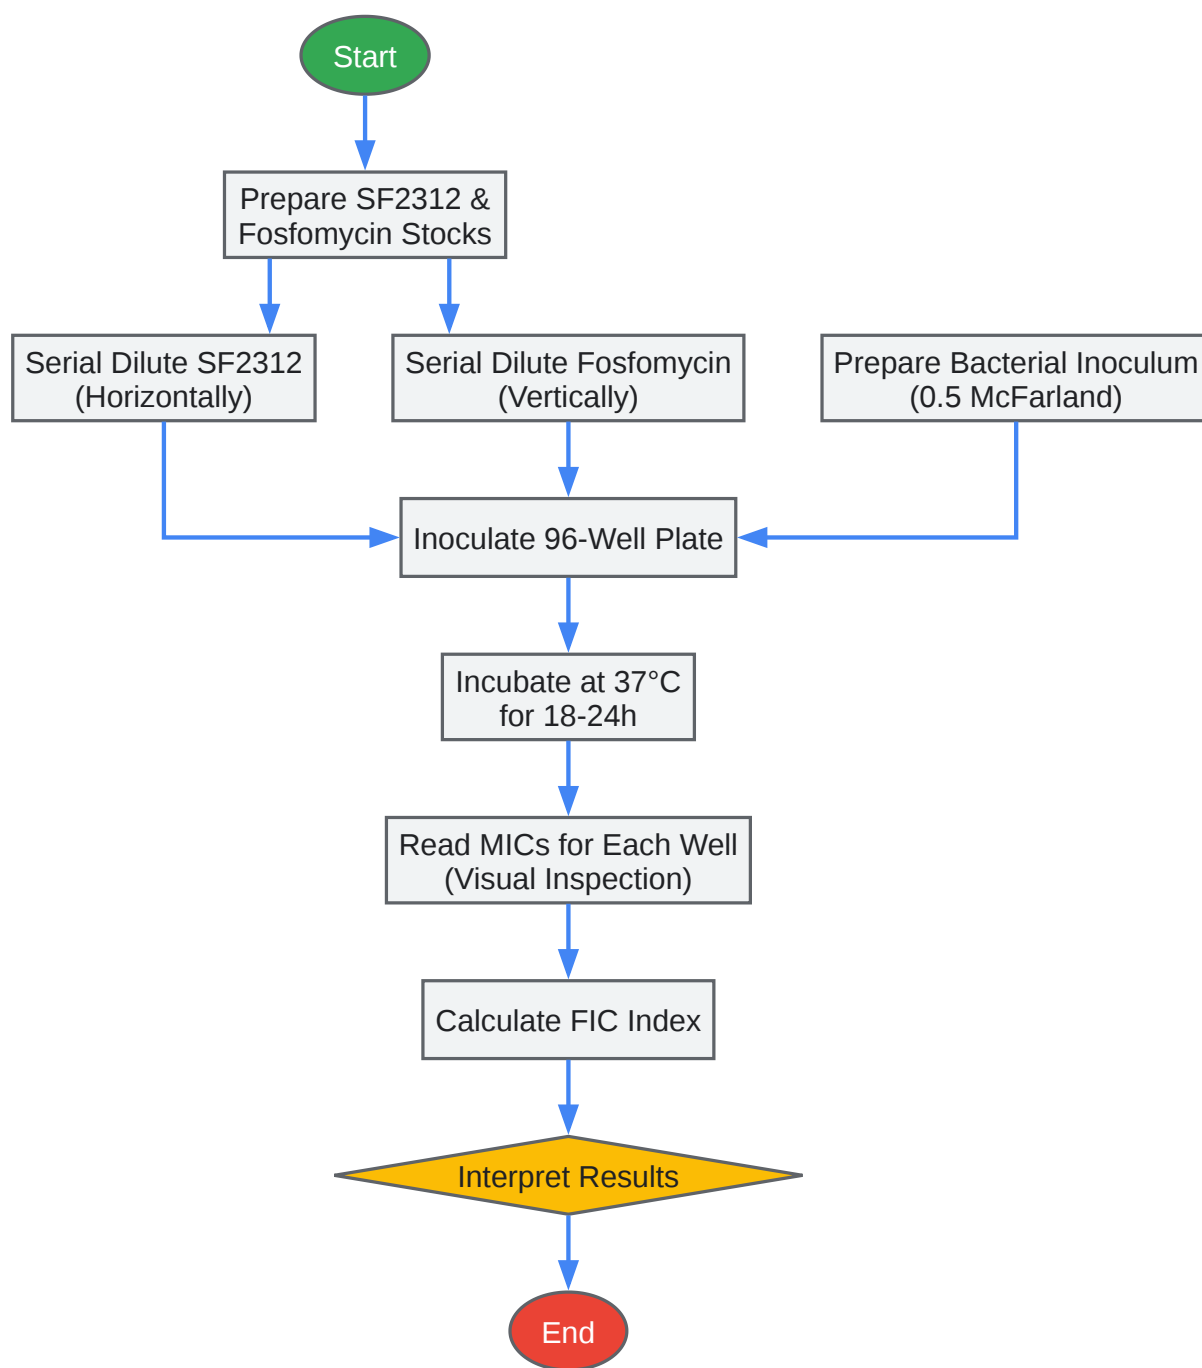 Start
Prepare SF2312 &
Fosfomycin Stocks
Serial Dilute SF2312
(Horizontally)
Serial Dilute Fosfomycin
(Vertically)
Prepare Bacterial Inoculum
(0.5 McFarland)
Inoculate 96-Well Plate
Incubate at 37°C
for 18-24h
Read MICs for Each Well
(Visual Inspection)
Calculate FIC Index
Interpret Results
End